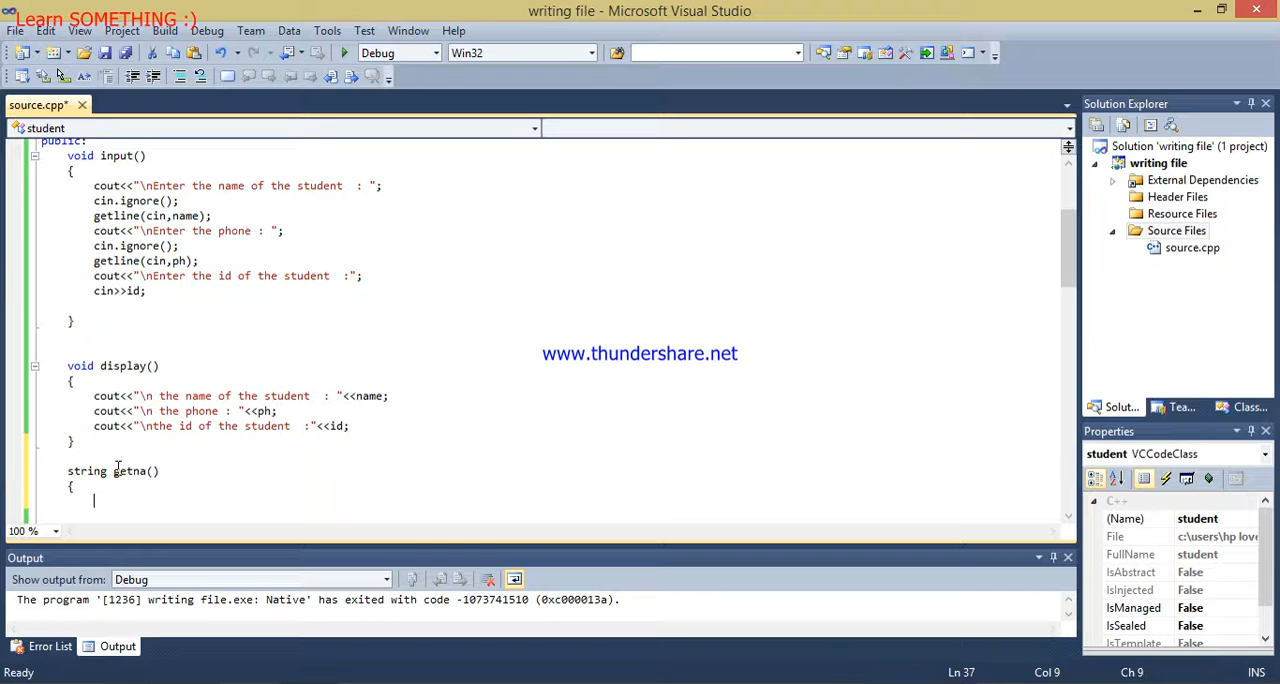 writing file - Microsoft Visual Studio
Learn SOMETHING :)
File Edit View Project Build Debug Team Data Tools Window Test Help
Debug Win32
source.cpp*
student
public:
void input()
{
cout<<"\nEnter the name of the student  : ";
cin.ignore();
getline(cin,name);
cout<<"\nEnter the phone : ";
cin.ignore();
getline(cin,ph);
cout<<"\nEnter the id of the student  :";
cin>>id;
}
void display()
{
cout<<"\n the name of the student  : "<<name;
cout<<"\n the phone : "<<ph;
cout<<"\nthe id of the student  :"<<id;
}
string getna()
{
www.thundershare.net
100 %
Solution Explorer
Solution 'writing file' (1 project)
writing file
External Dependencies
Header Files
Resource Files
Source Files
source.cpp
Solut... Tea... Class...
Properties
student VCCodeClass
C++
(Name) student
File c:\users\hp love
FullName student
IsAbstract False
IsInjected False
IsManaged False
IsSealed False
IsTemplate
Output
Show output from: Debug
The program '[1236] writing file.exe: Native' has exited with code -1073741510 (0xc000013a).
Error List Output
Ready Ln 37 Col 9 Ch 9 INS